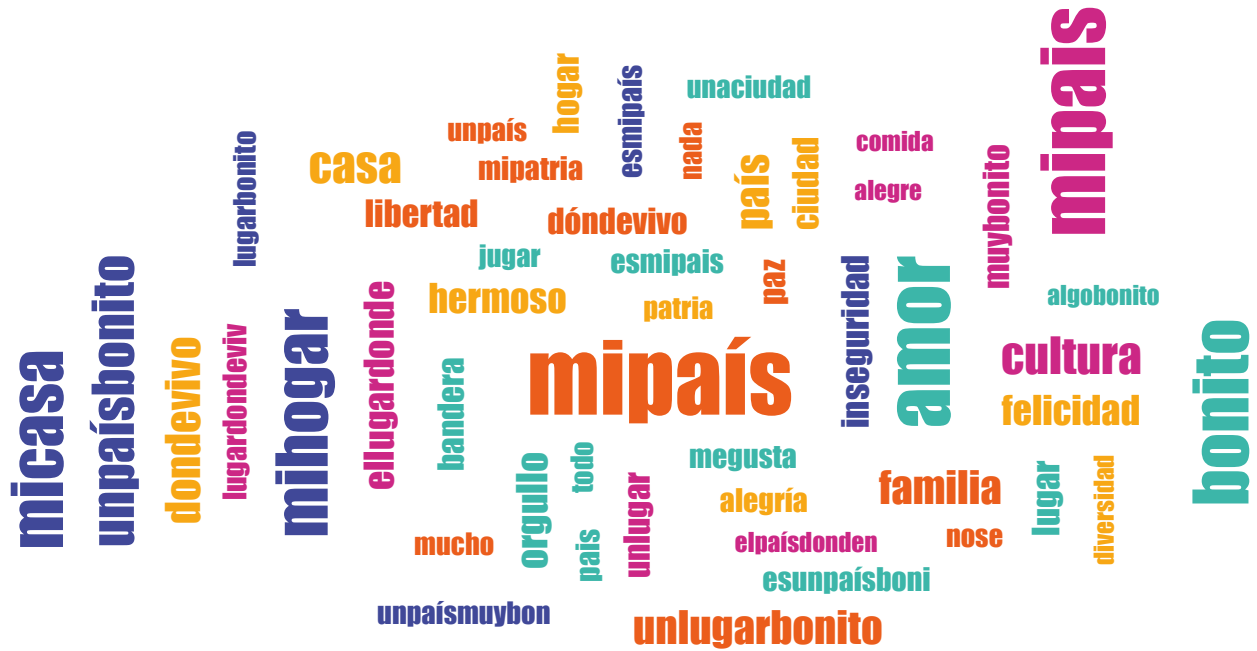 mipais
hogar
esmipaís
unaciudad
unpaís
nada
lugarbonito
casa
mipatria
país
ciudad
comida
alegre
muybonito
libertad
dóndevivo
jugar
esmipais
paz
inseguridad
amor
algobonito
unpaísbonito
hermoso
patria
ellugardonde
mihogar
lugardondeviv
dondevivo
micasa
bandera
mipaís
cultura
felicidad
bonito
todo
megusta
orgullo
alegría
familia
lugar
diversidad
unlugar
mucho
pais
elpaísdonden
nose
esunpaísboni
unpaísmuybon
unlugarbonito